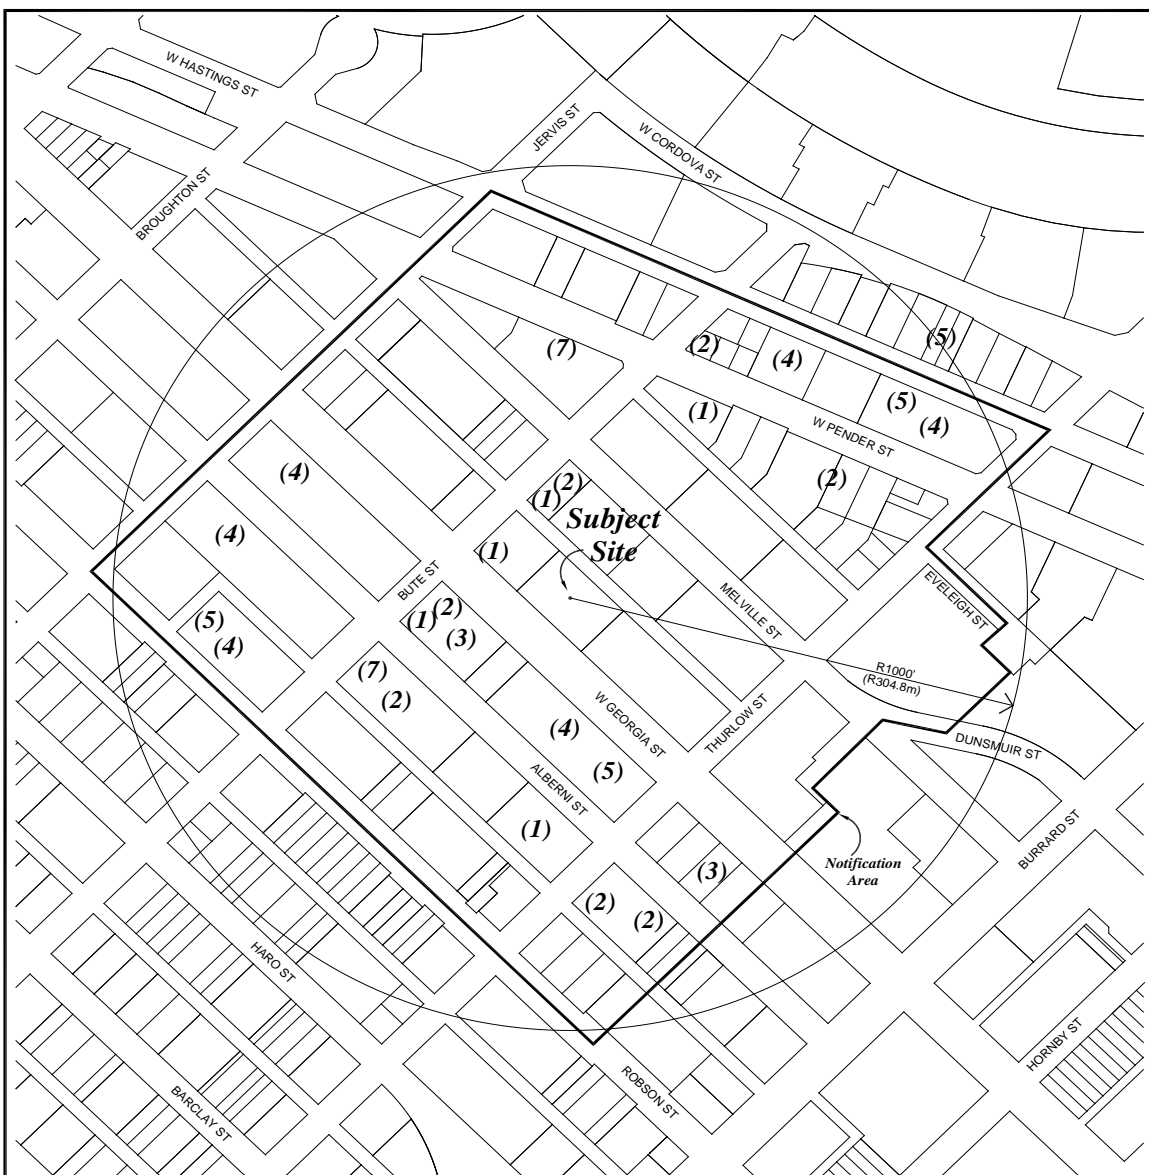 W HASTINGS ST
JERVIS ST
W CORDOVA ST
BROUGHTON ST
(7)
(2)
(4)
(5)
(5)
(4)
(1)
W PENDER ST
(4)
(2)
(2)
(1)
Subject
Site
(4)
(1)
BUTE ST
MELVILLE ST
EVELEIGH ST
(2)
(1)
(3)
(5)
(4)
R1000'
(R304.8m)
(7)
(2)
W GEORGIA ST
THURLOW ST
(4)
(5)
DUNSMUIR ST
ALBERNI ST
(1)
BURRARD ST
Notification
Area
(3)
(2)
(2)
HARO ST
HORNBY ST
ROBSON ST
BARCLAY ST